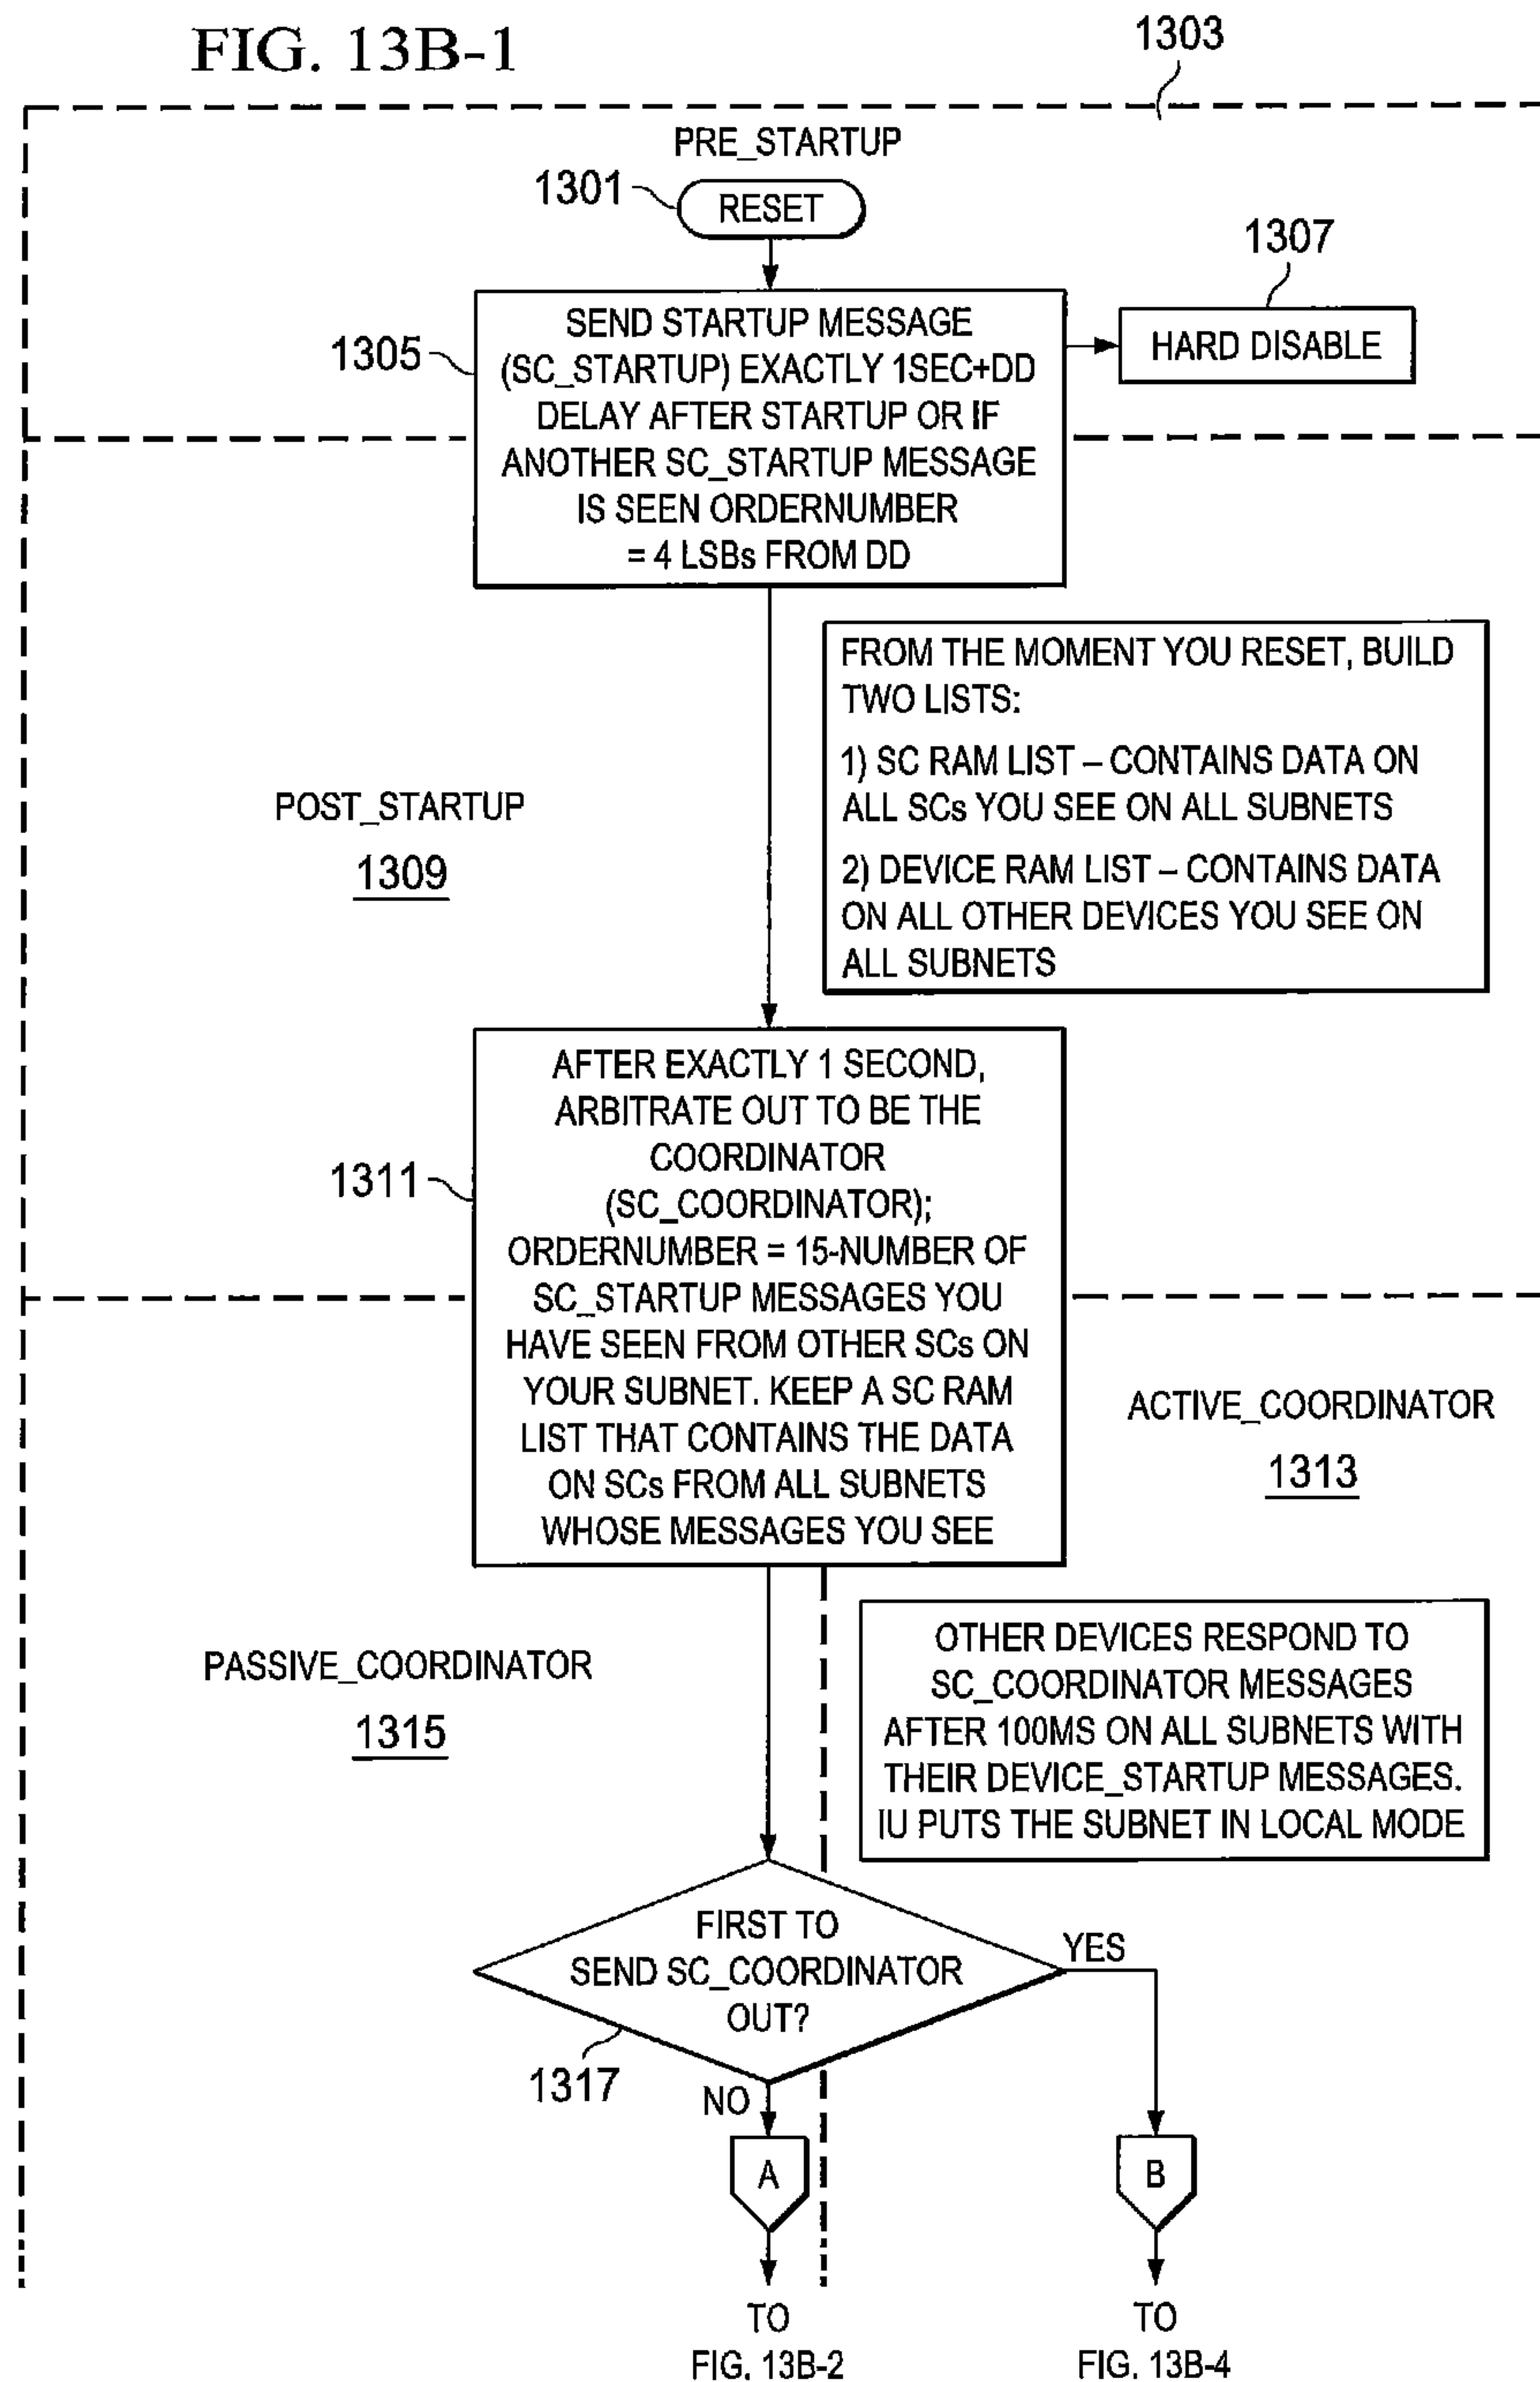 FIG. 13B-1
1303
PRE_STARTUP
1301
RESET
1307
HARD DISABLE
1305
SEND STARTUP MESSAGE
(SC_STARTUP) EXACTLY 1SEC+DD
DELAY AFTER STARTUP OR IF
ANOTHER SC_STARTUP MESSAGE
IS SEEN ORDERNUMBER
= 4 LSBs FROM DD
FROM THE MOMENT YOU RESET, BUILD
TWO LISTS:
1) SC RAM LIST – CONTAINS DATA ON
ALL SCs YOU SEE ON ALL SUBNETS
2) DEVICE RAM LIST – CONTAINS DATA
ON ALL OTHER DEVICES YOU SEE ON
ALL SUBNETS
POST_STARTUP
1309
1311
AFTER EXACTLY 1 SECOND,
ARBITRATE OUT TO BE THE
COORDINATOR
(SC_COORDINATOR);
ORDERNUMBER = 15-NUMBER OF
SC_STARTUP MESSAGES YOU
HAVE SEEN FROM OTHER SCs ON
YOUR SUBNET. KEEP A SC RAM
LIST THAT CONTAINS THE DATA
ON SCs FROM ALL SUBNETS
WHOSE MESSAGES YOU SEE
ACTIVE_COORDINATOR
1313
PASSIVE_COORDINATOR
1315
OTHER DEVICES RESPOND TO
SC_COORDINATOR MESSAGES
AFTER 100MS ON ALL SUBNETS WITH
THEIR DEVICE_STARTUP MESSAGES.
IU PUTS THE SUBNET IN LOCAL MODE
FIRST TO
SEND SC_COORDINATOR
OUT?
YES
1317
NO
A
B
TO
FIG. 13B-2
TO
FIG. 13B-4